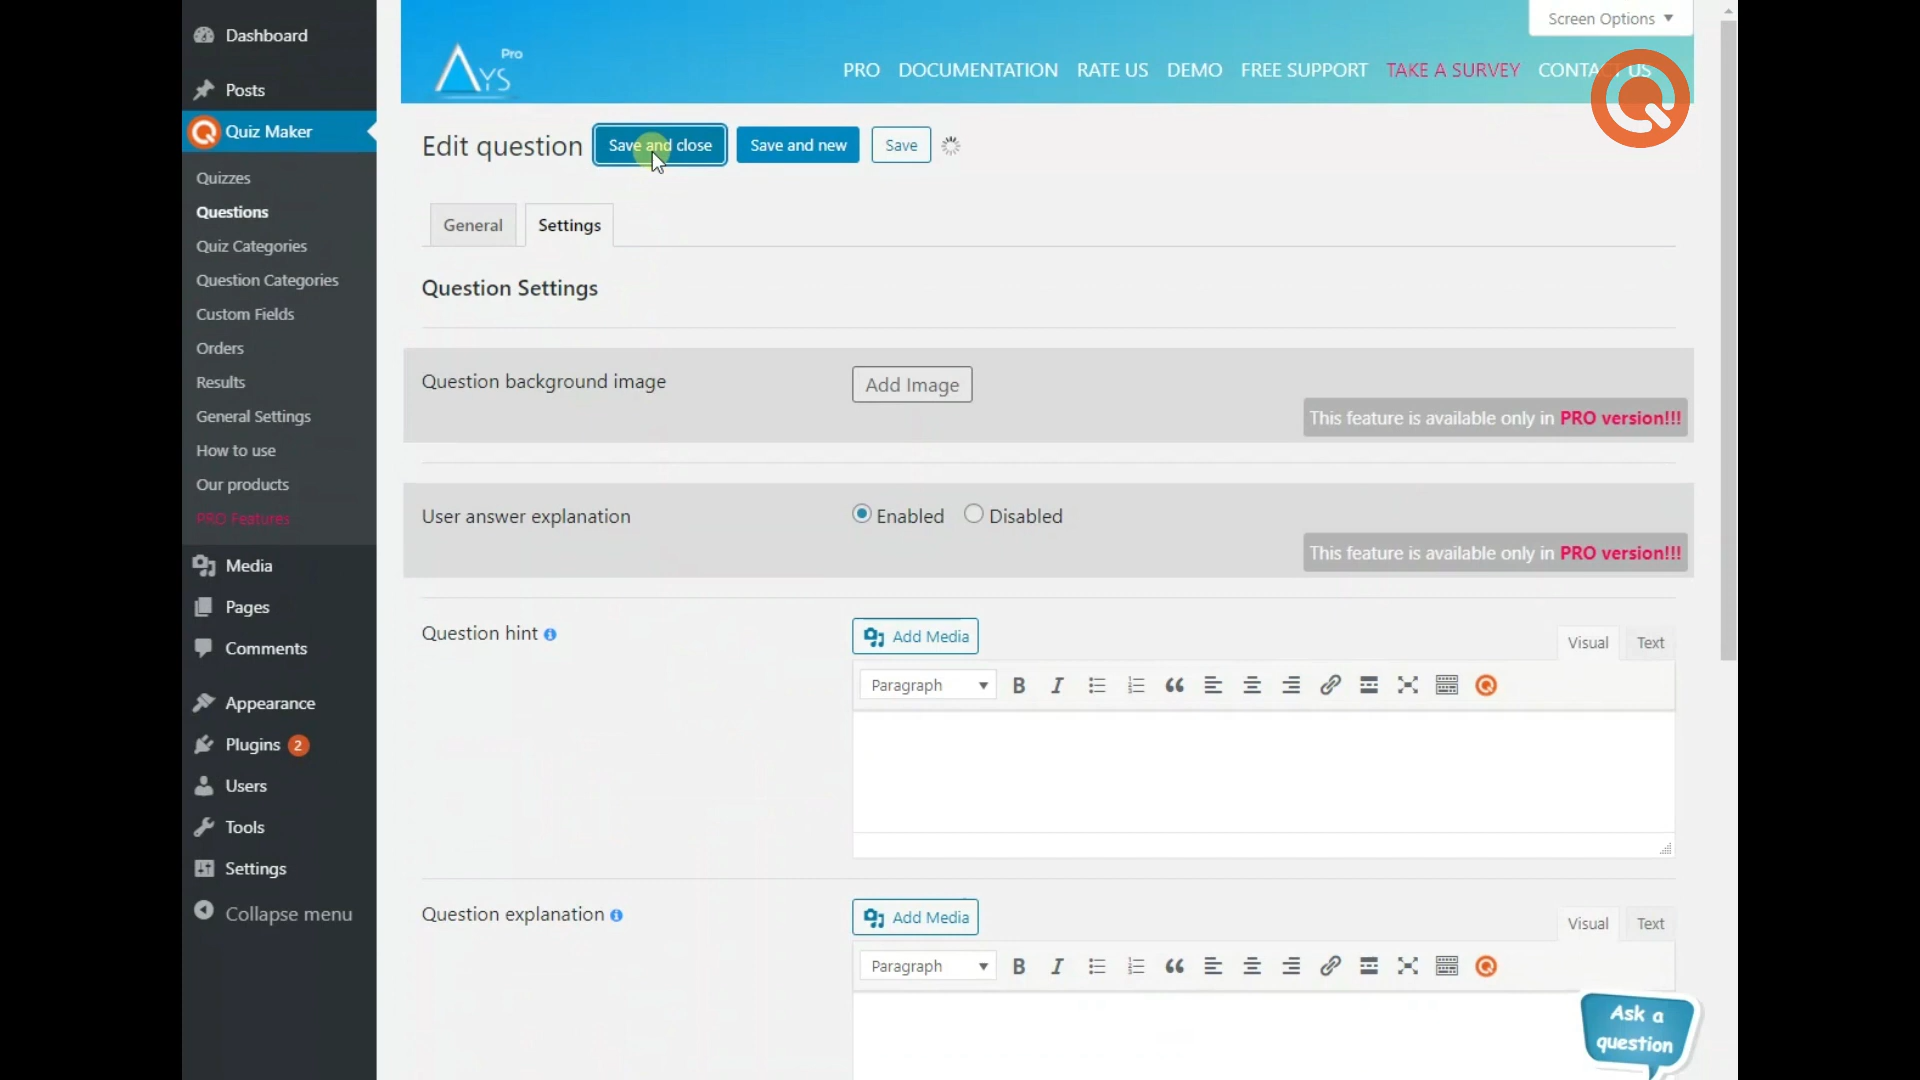 Dashboard
Posts
Quiz Maker
Quizzes
Questions
Quiz Categories
Question Categories
Custom Fields
Orders
Results
General Settings
How to use
Our products
PRO Features
Media
Pages
Comments
Appearance
Plugins 2
Users
Tools
Settings
Collapse menu
Screen Options
AYS Pro
PRO DOCUMENTATION RATE US DEMO FREE SUPPORT TAKE A SURVEY CONTACT US
Edit question Save and close Save and new Save
General Settings
Question Settings
Question background image Add Image
This feature is available only in PRO version!!!
User answer explanation Enabled Disabled
This feature is available only in PRO version!!!
Question hint Add Media
Visual Text
Paragraph B I
Question explanation Add Media
Visual Text
Paragraph B I
Ask a
question